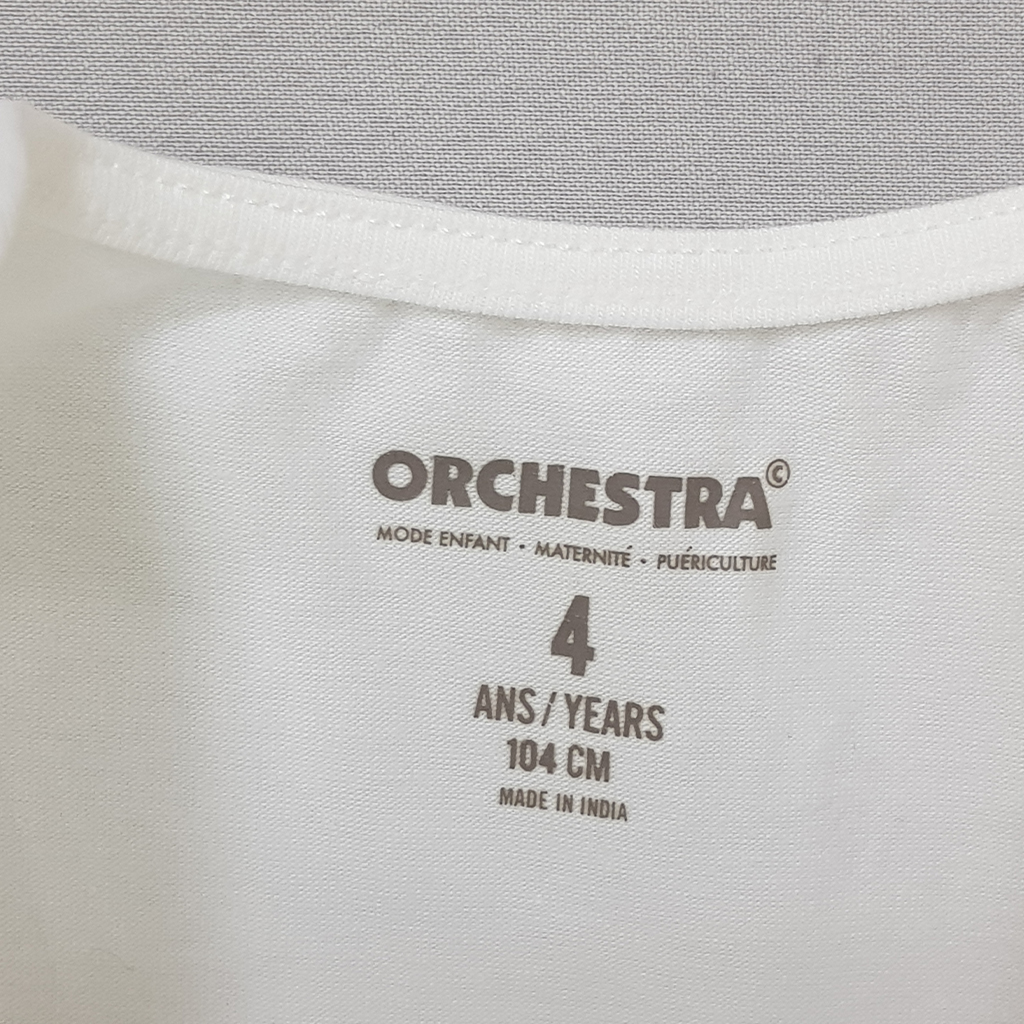 ORCHESTRA©
MODE ENFANT • MATERNITÉ • PUÉRICULTURE
4
ANS/YEARS
104 CM
MADE IN INDIA